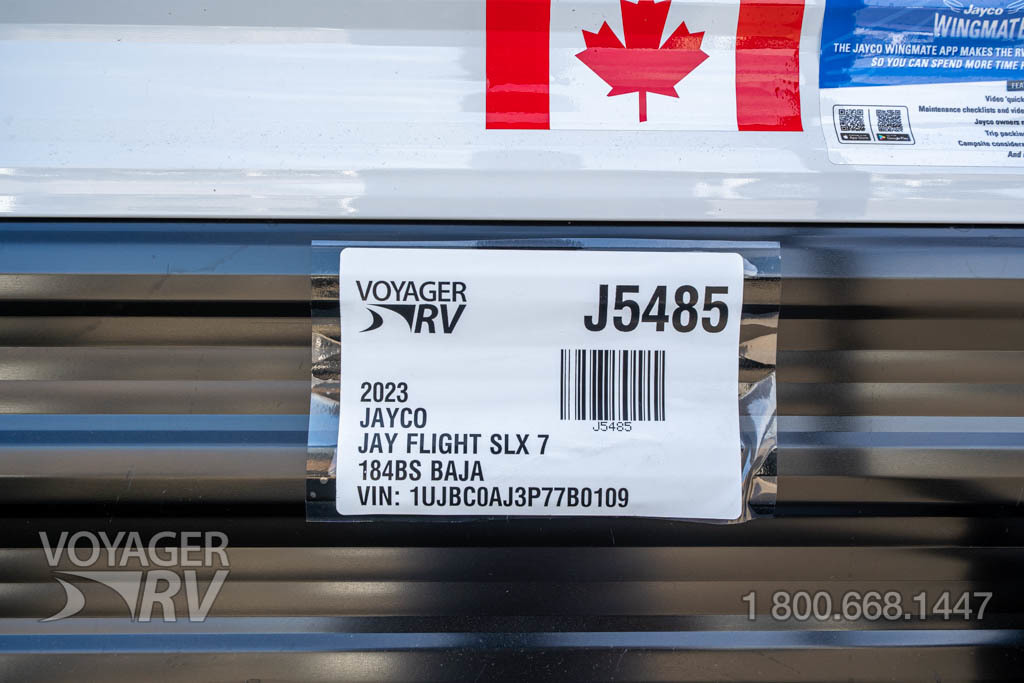 Jayco
WINGMATE
THE JAYCO WINGMATE APP MAKES THE
SO YOU CAN SPEND MORE TIME
Video 'quick
Maintenance checklists and
Jayco owners
Trip
Campsite
And
VOYAGER
RV
J5485
J5485
2023
JAYCO
JAY FLIGHT SLX 7
184BS BAJA
VIN: 1UJBC0AJ3P77B0109
VOYAGER
RV
1 800.668.1447